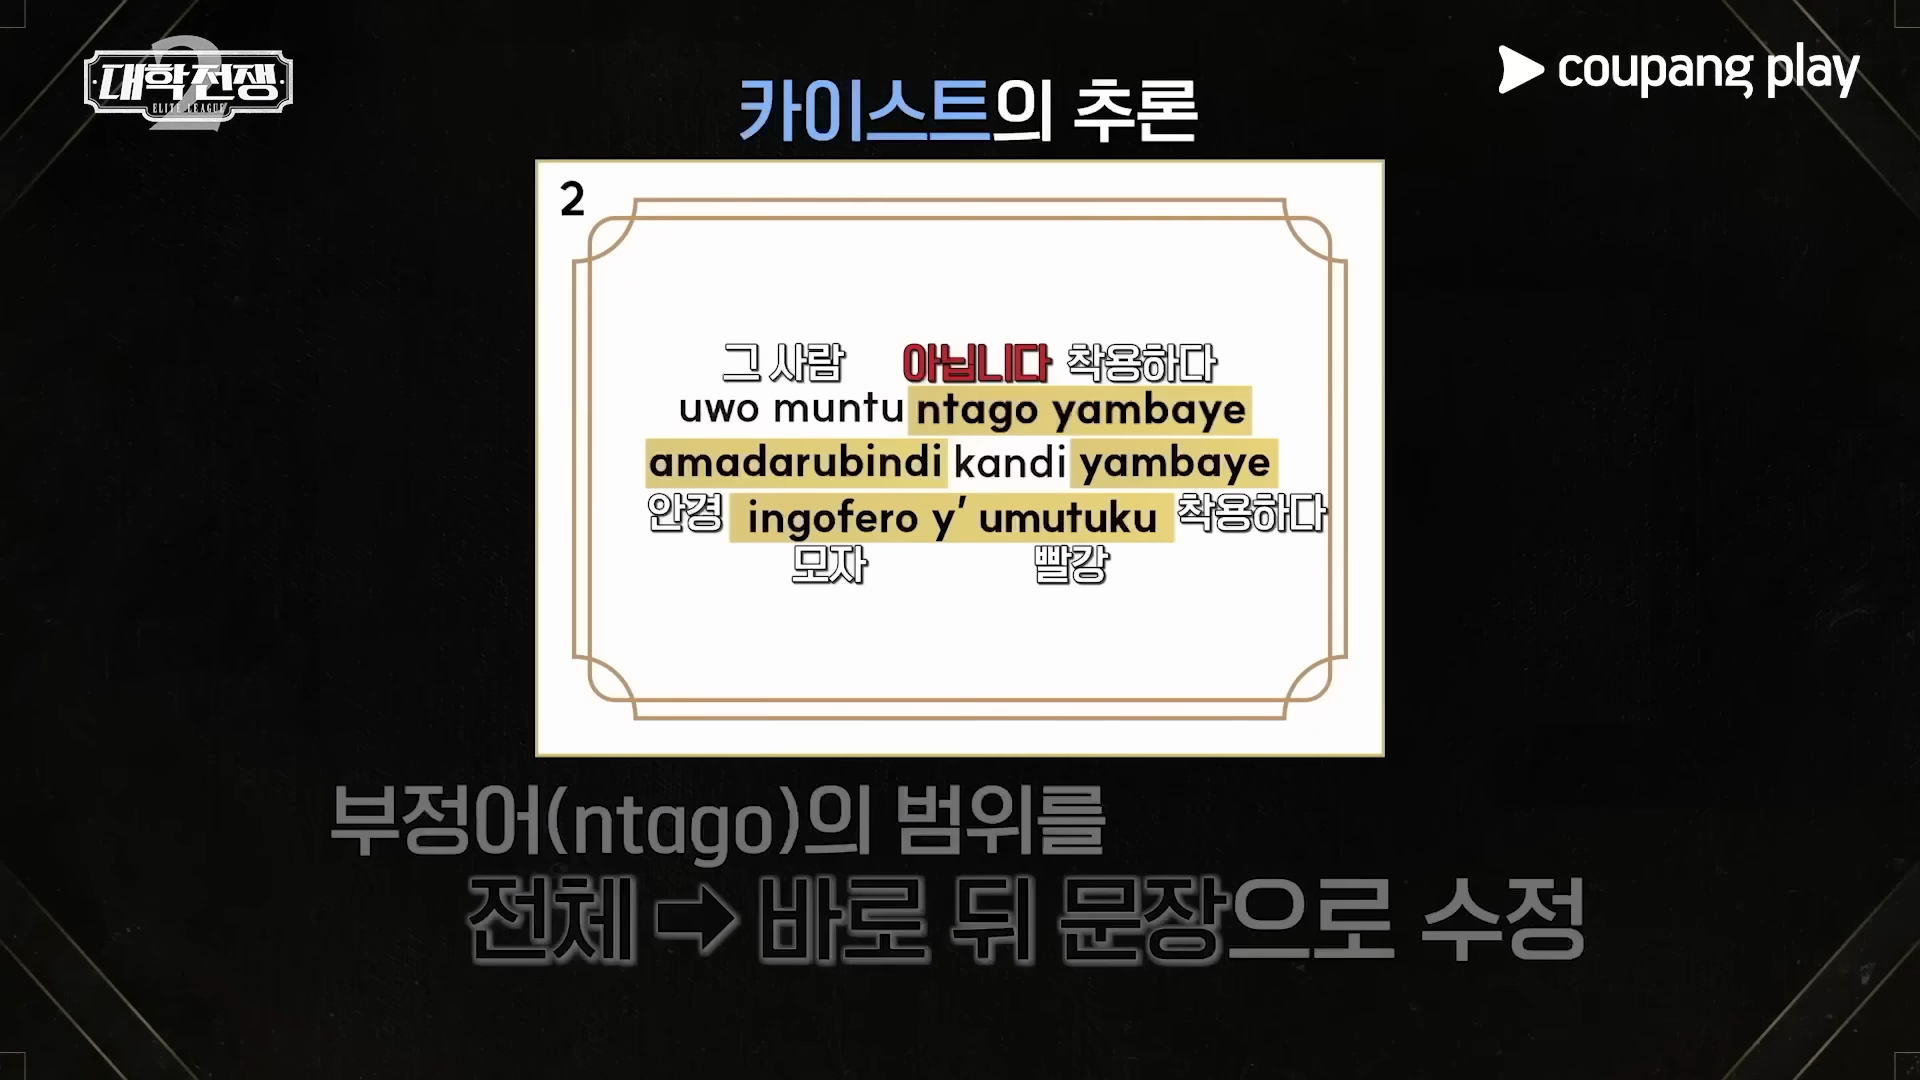 대학전쟁
2
ELITE LEAGUE
coupang play
카이스트의 추론
2
그 사람 아닙니다 착용하다
uwo muntu ntago yambaye
amadarubindi kandi yambaye
안경 ingofero y' umutuku 착용하다
모자 빨강
부정어(ntago)의 범위를
전체 ➡ 바로 뒤 문장으로 수정